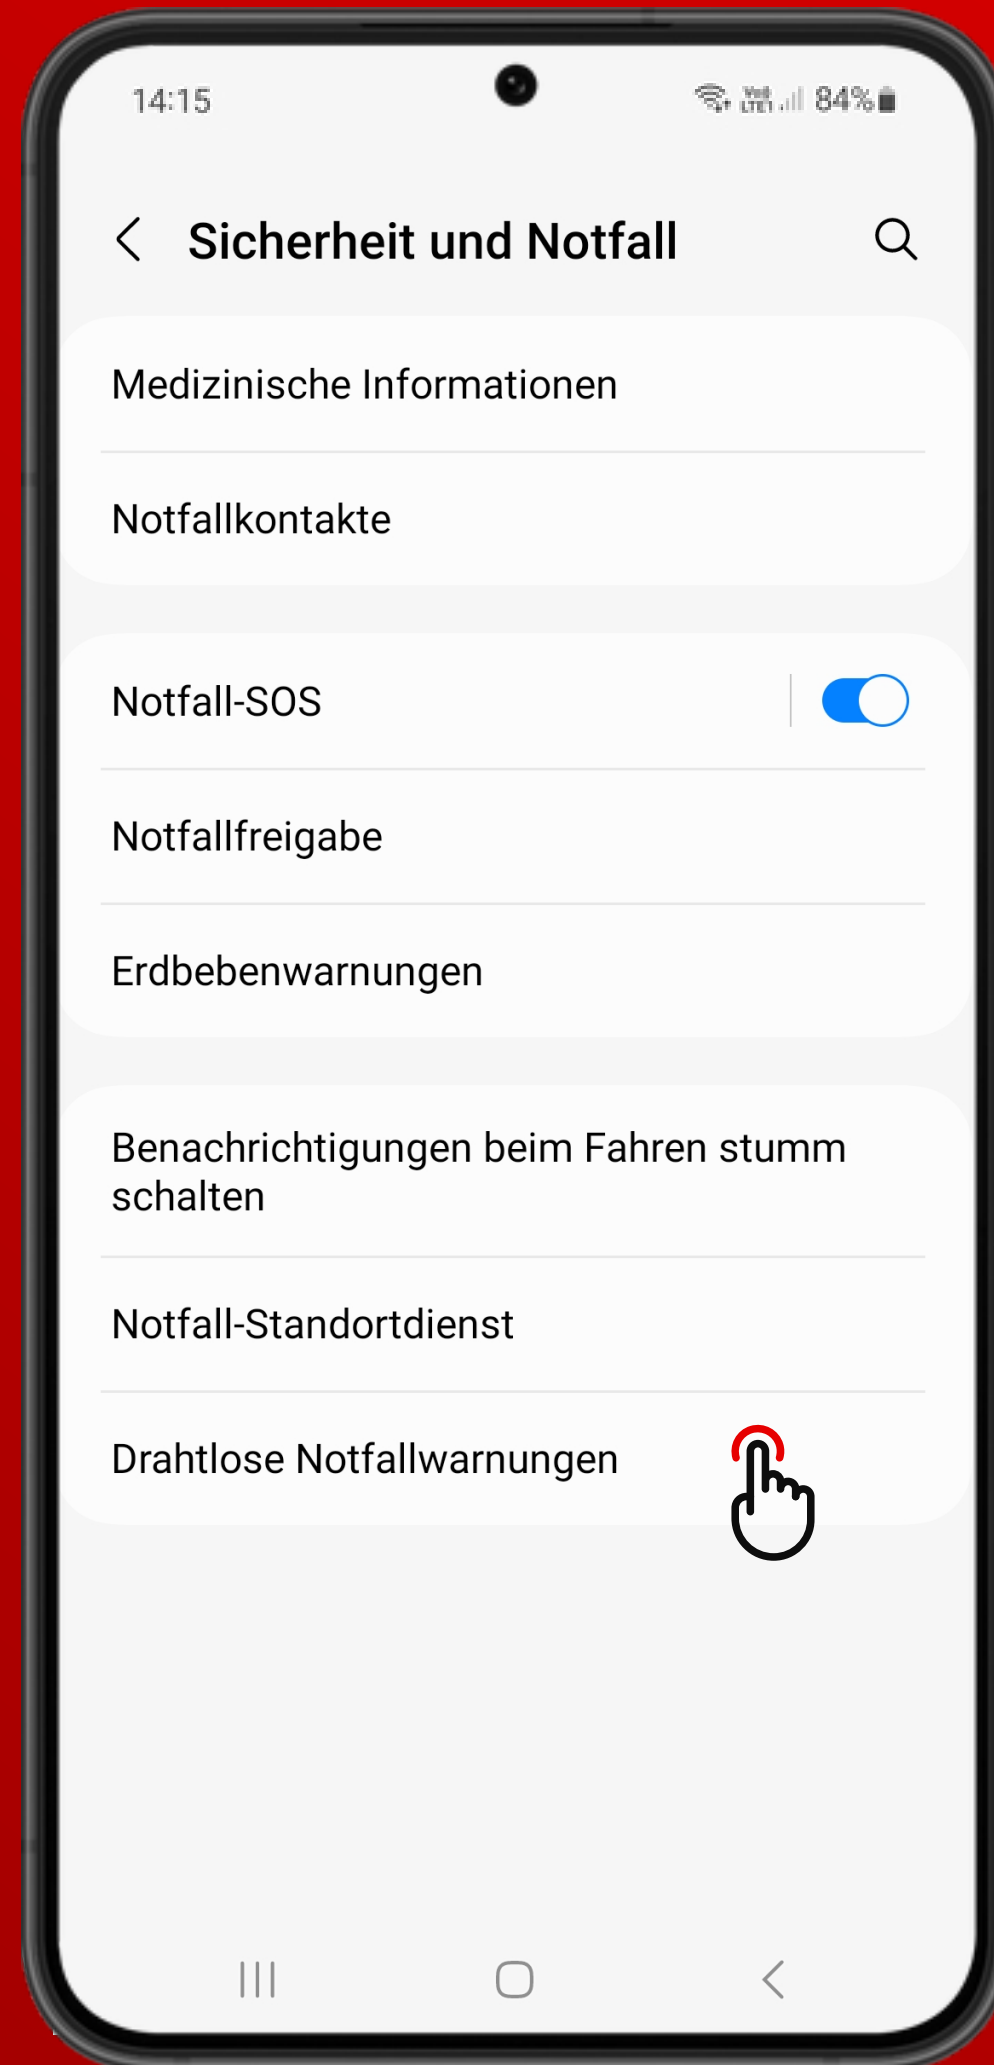 14:15
84%
Sicherheit und Notfall
Medizinische Informationen
Notfallkontakte
Notfall-SOS
Notfallfreigabe
Erdbebenwarnungen
Benachrichtigungen beim Fahren stumm
schalten
Notfall-Standortdienst
Drahtlose Notfallwarnungen